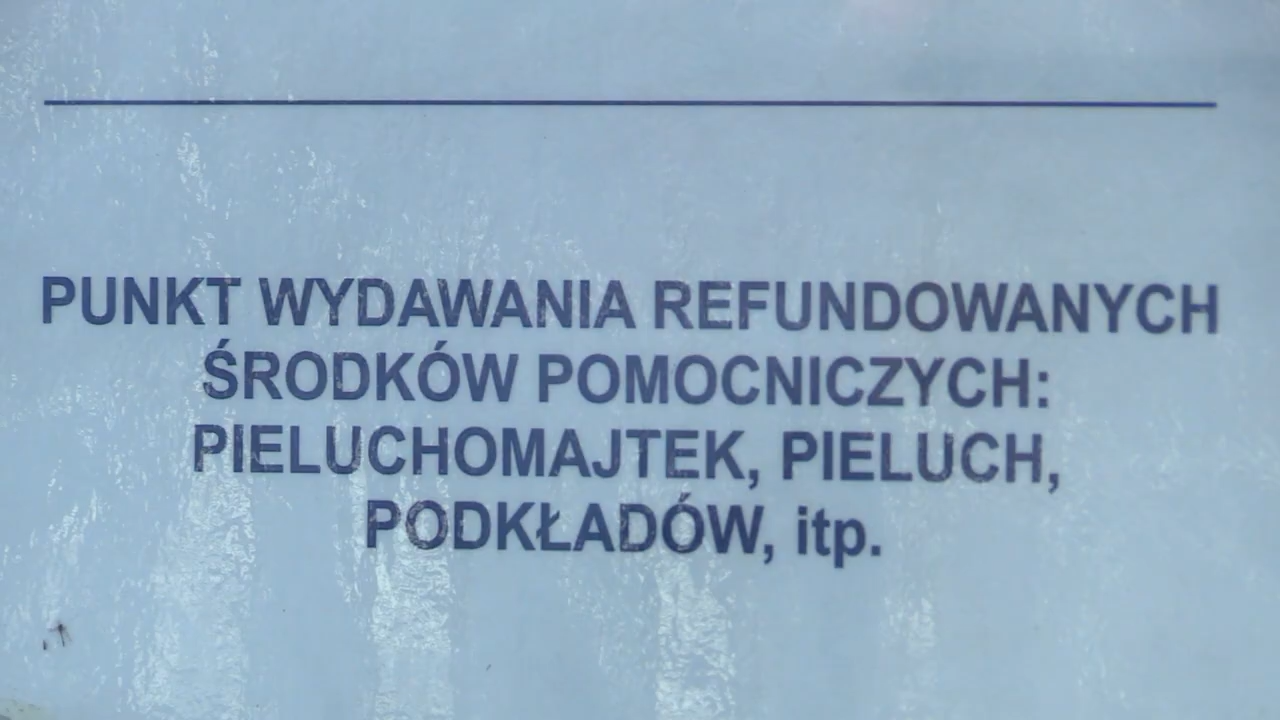 PUNKT WYDAWANIA REFUNDOWANYCH
ŚRODKÓW POMOCNICZYCH:
PIELUCHOMAJTEK, PIELUCH,
PODKŁADÓW, itp.